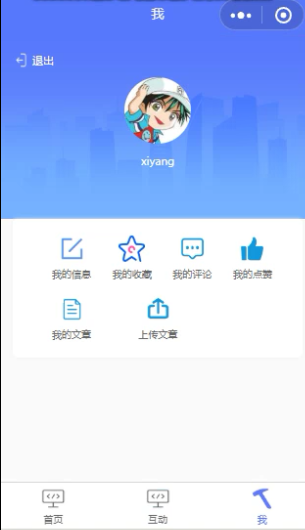 我
退出
xiyang
我的信息
我的收藏
我的评论
我的点赞
我的文章
上传文章
首页
互动
我